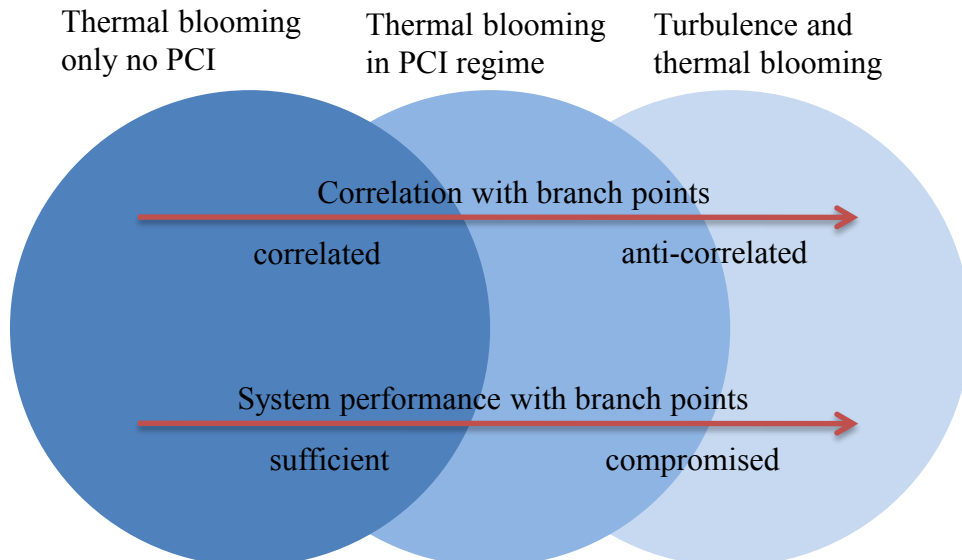 Thermal blooming
only no PCI
Thermal blooming
in PCI regime
Turbulence and
thermal blooming
Correlation with branch points
correlated
anti-correlated
System performance with branch points
sufficient
compromised